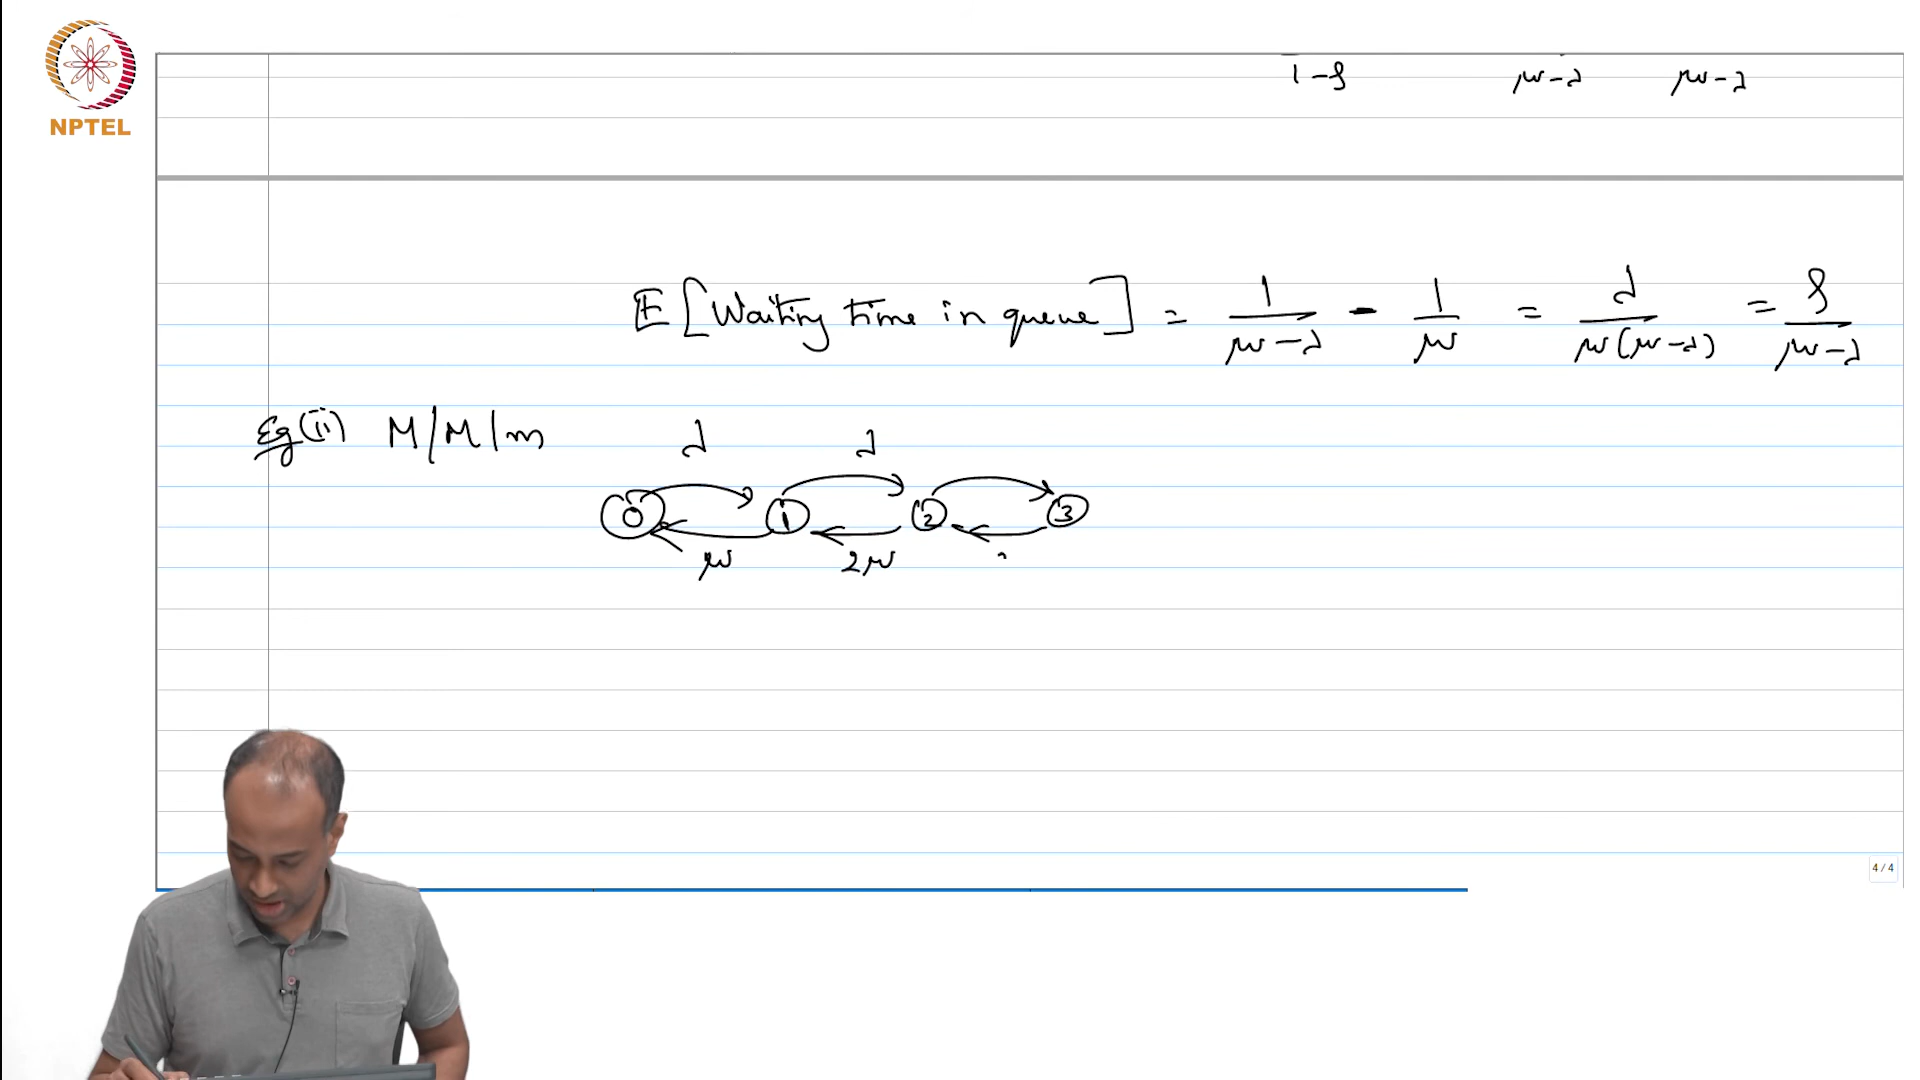 NPTEL
1-ρ μ-λ μ-λ
E[Waiting time in queue] = 1/(μ-λ) - 1/μ = λ/(μ(μ-λ)) = ρ/(μ-λ)
Eg(ii) M/M/m
λ λ
0 1 2 3
μ 2μ
4 / 4